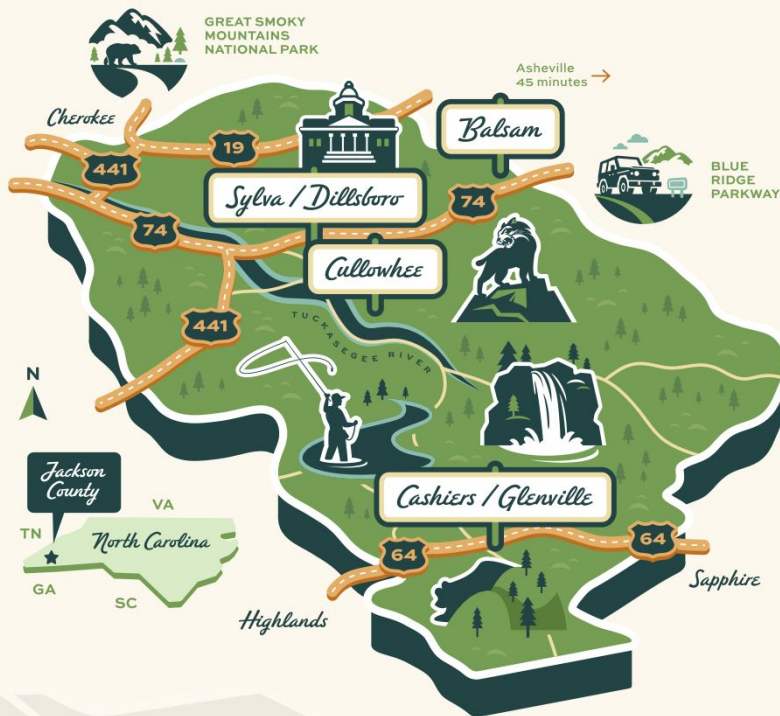 GREAT SMOKY
MOUNTAINS
NATIONAL PARK
Asheville
45 minutes
Cherokee
Balsam
19
441
BLUE
RIDGE
PARKWAY
Sylva / Dillsboro
74
74
Cullowhee
441
TUCKASEGEE RIVER
N
Jackson
County
Cashiers / Glenville
VA
TN
North Carolina
64
64
GA
SC
Sapphire
Highlands